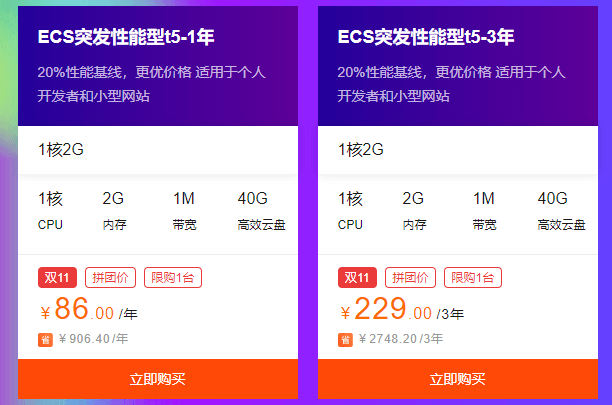 ECS突发性能型t5-1年
20%性能基线，更优价格 适用于个人
开发者和小型网站
1核2G
1核 2G 1M 40G
CPU 内存 带宽 高效云盘
双11 拼团价 限购1台
¥86.00 /年
省 ¥906.40/年
立即购买
ECS突发性能型t5-3年
20%性能基线，更优价格 适用于个人
开发者和小型网站
1核2G
1核 2G 1M 40G
CPU 内存 带宽 高效云盘
双11 拼团价 限购1台
¥229.00 /3年
省 ¥2748.20/3年
立即购买